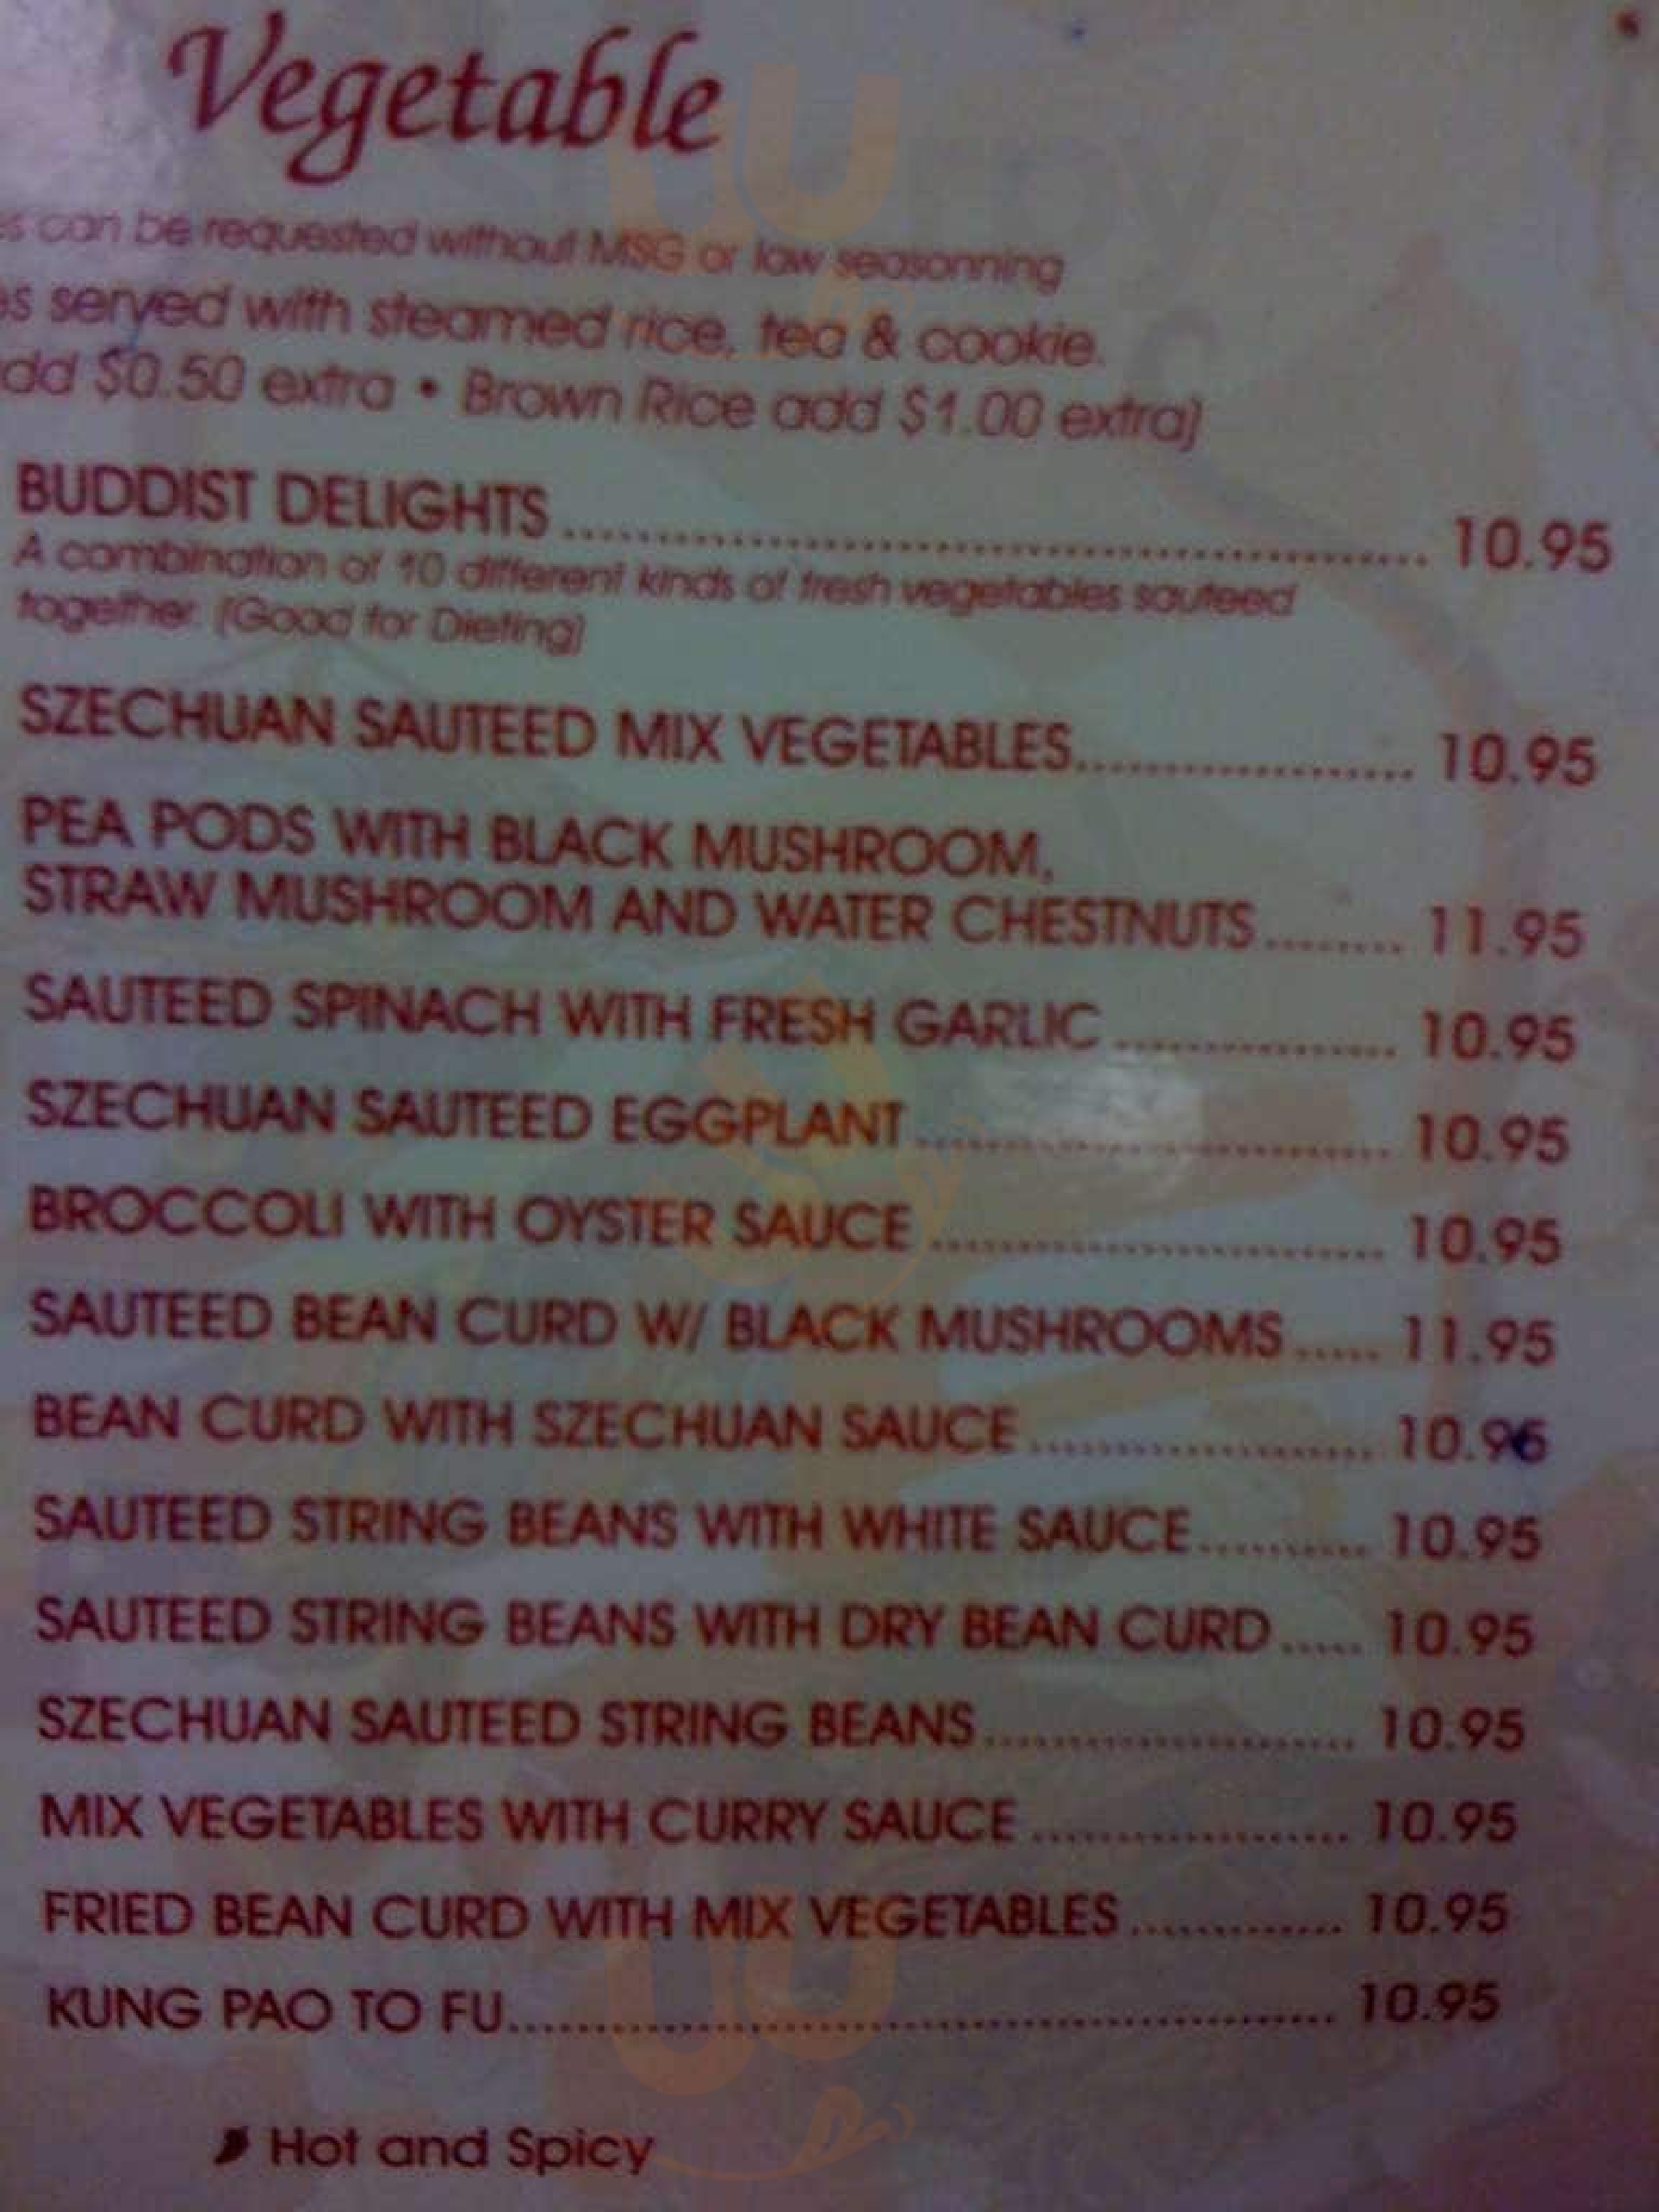 Vegetable
can be requested without MSG or low seasonning
served with steamed rice, tea & cookie.
$0.50 extra • Brown Rice add $1.00 extra)
BUDDIST DELIGHTS 10.95
A combination of 10 different kinds of fresh vegetables sauteed
together. (Good for Dieting)
SZECHUAN SAUTEED MIX VEGETABLES 10.95
PEA PODS WITH BLACK MUSHROOM,
STRAW MUSHROOM AND WATER CHESTNUTS 11.95
SAUTEED SPINACH WITH FRESH GARLIC 10.95
SZECHUAN SAUTEED EGGPLANT 10.95
BROCCOLI WITH OYSTER SAUCE 10.95
SAUTEED BEAN CURD W/ BLACK MUSHROOMS 11.95
BEAN CURD WITH SZECHUAN SAUCE 10.95
SAUTEED STRING BEANS WITH WHITE SAUCE 10.95
SAUTEED STRING BEANS WITH DRY BEAN CURD 10.95
SZECHUAN SAUTEED STRING BEANS 10.95
MIX VEGETABLES WITH CURRY SAUCE 10.95
FRIED BEAN CURD WITH MIX VEGETABLES 10.95
KUNG PAO TO FU 10.95
Hot and Spicy